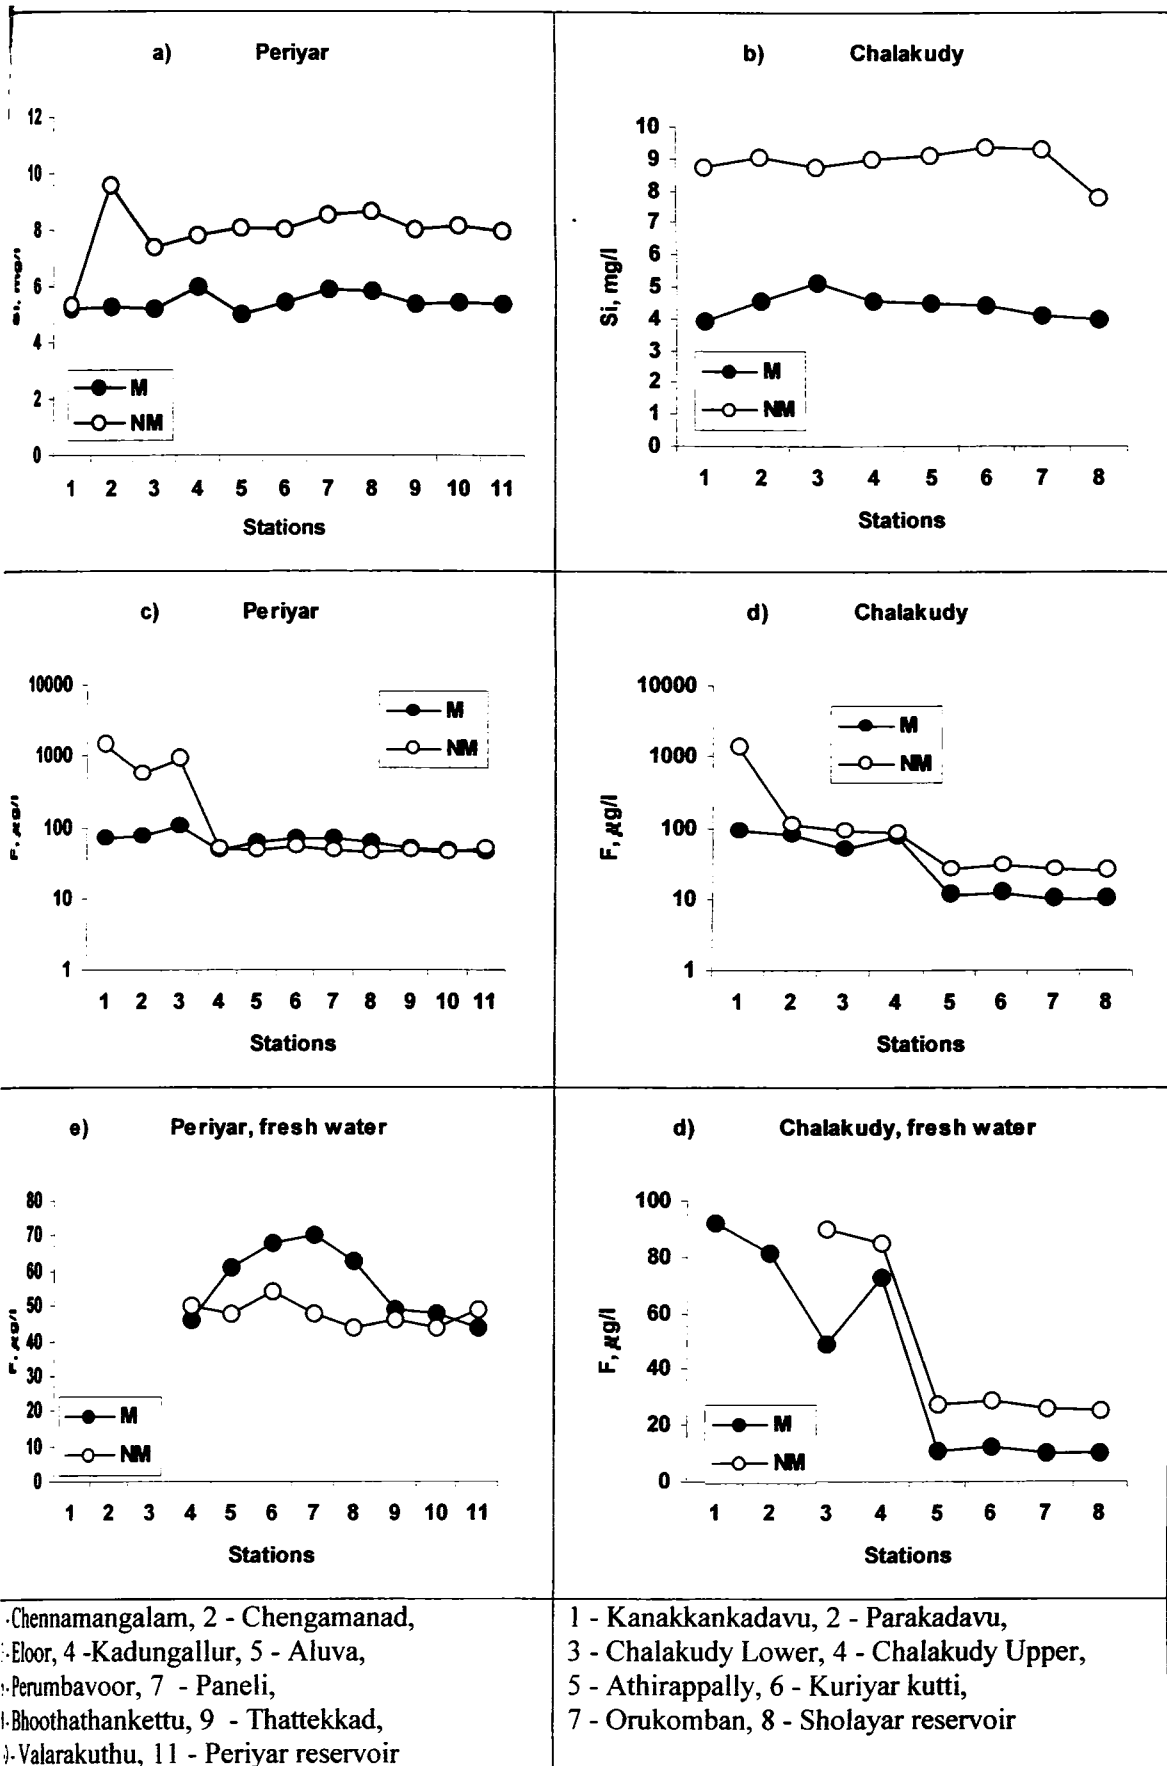 a) Periyar
12
10
8
6
4
2
0
Si, mg/l
M
NM
1 2 3 4 5 6 7 8 9 10 11
Stations
b) Chalakudy
10
9
8
7
6
5
4
3
2
1
0
Si, mg/l
M
NM
1 2 3 4 5 6 7 8
Stations
c) Periyar
10000
1000
100
10
1
F, µg/l
M
NM
1 2 3 4 5 6 7 8 9 10 11
Stations
d) Chalakudy
10000
1000
100
10
1
F, µg/l
M
NM
1 2 3 4 5 6 7 8
Stations
e) Periyar, fresh water
80
70
60
50
40
30
20
10
0
F, µg/l
M
NM
1 2 3 4 5 6 7 8 9 10 11
Stations
d) Chalakudy, fresh water
100
80
60
40
20
0
F, µg/l
M
NM
1 2 3 4 5 6 7 8
Stations
-Chennamangalam, 2 - Chengamanad,
-Eloor, 4 -Kadungallur, 5 - Aluva,
-Perumbavoor, 7 - Paneli,
-Bhoothathankettu, 9 - Thattekkad,
-Valarakuthu, 11 - Periyar reservoir
1 - Kanakkankadavu, 2 - Parakadavu,
3 - Chalakudy Lower, 4 - Chalakudy Upper,
5 - Athirappally, 6 - Kuriyar kutti,
7 - Orukomban, 8 - Sholayar reservoir